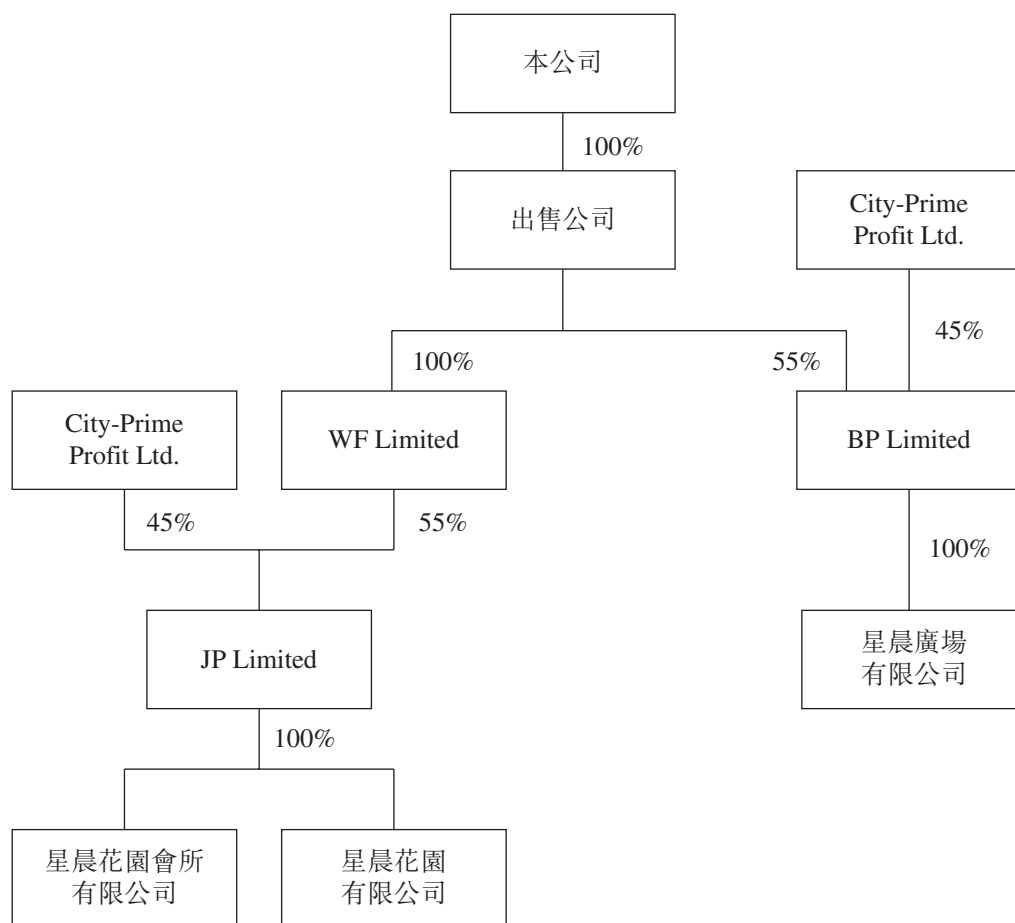 本公司
100%
出售公司
City-Prime
Profit Ltd.
45%
100%
55%
City-Prime
Profit Ltd.
WF Limited
BP Limited
45%
55%
100%
JP Limited
星晨廣場
有限公司
100%
星晨花園會所
有限公司
星晨花園
有限公司